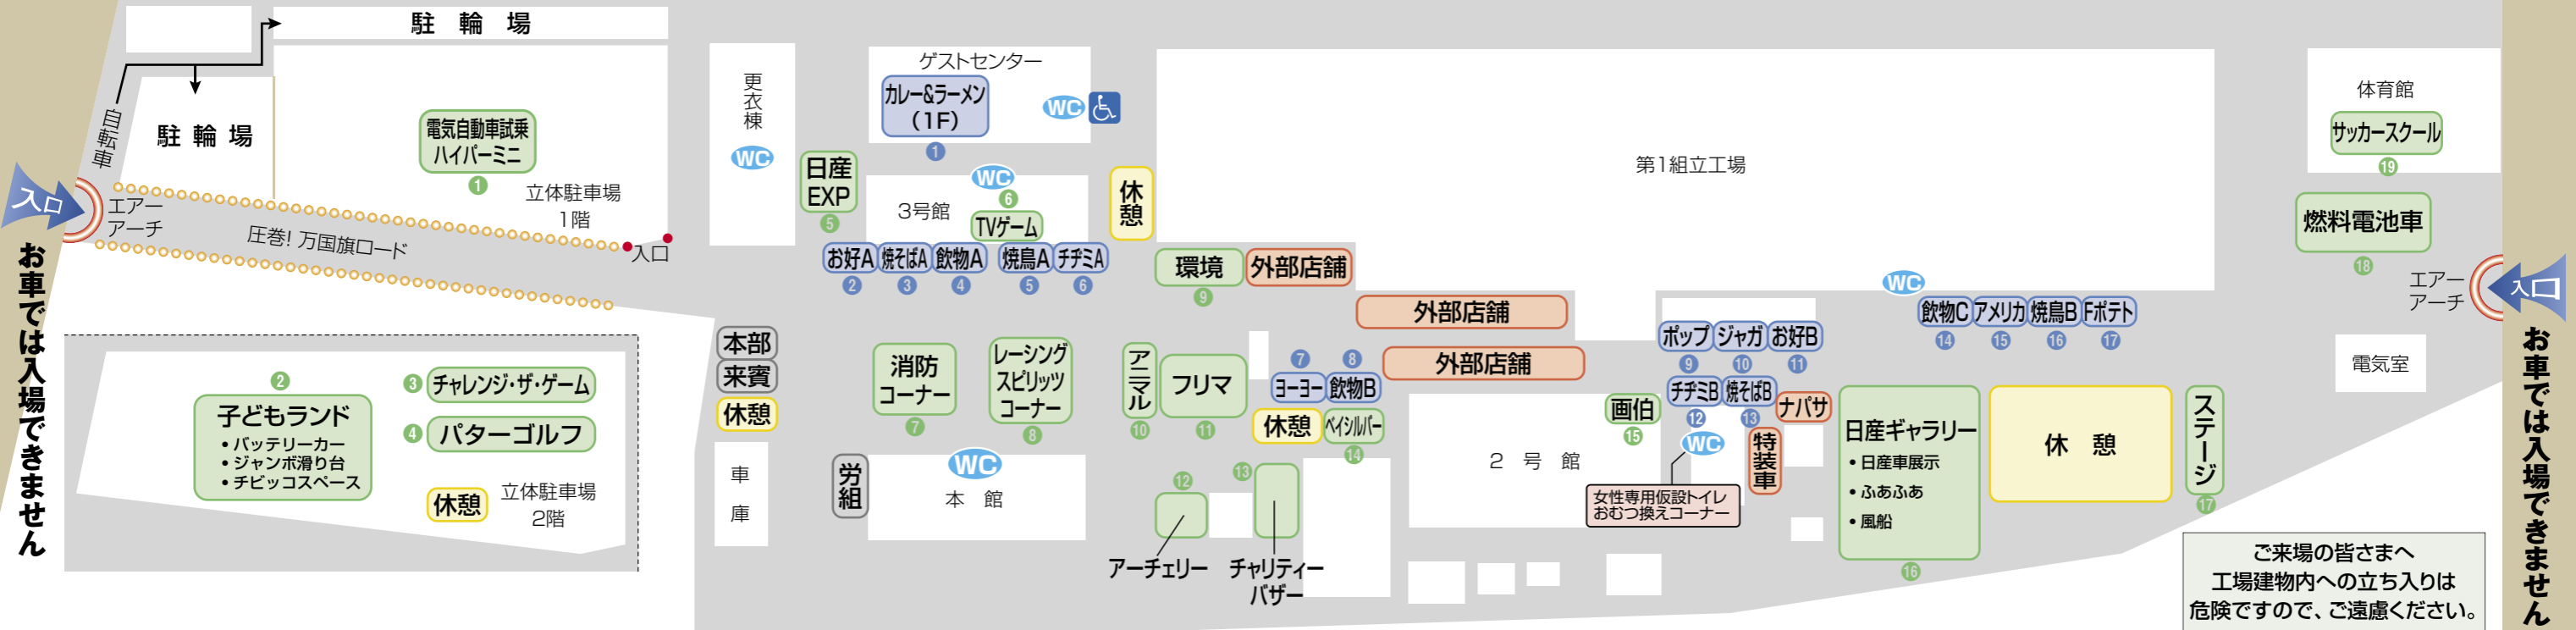 駐輪場
駐輪場
自転車
入口
エアー
アーチ
お車では入場できません
電気自動車試乗
ハイパーミニ
1
立体駐車場
1階
圧巻!万国旗ロード
入口
2
子どもランド
• バッテリーカー
• ジャンボ滑り台
• チビッコスペース
3 チャレンジ・ザ・ゲーム
4 パターゴルフ
休憩
立体駐車場
2階
更衣棟
WC
ゲストセンター
カレー&ラーメン
(1F)
1
WC
日産
EXP
5
WC
3号館
6
TVゲーム
休憩
お好A
焼そばA
飲物A
焼鳥A
チヂミA
2
3
4
5
6
本部
来賓
休憩
車庫
消防
コーナー
7
レーシング
スピリッツ
コーナー
8
労組
WC
本館
アニマル
10
フリマ
11
環境
9
外部店舗
外部店舗
外部店舗
7
8
ヨーヨー
飲物B
休憩
ベイシルバー
14
12
アーチェリー
13
チャリティー
バザー
第1組立工場
ポップ
ジャガ
お好B
9
10
11
チヂミB
焼そばB
ナパサ
12
13
WC
画伯
15
特装車
2号館
女性専用仮設トイレ
おむつ換えコーナー
WC
飲物C
アメリカ
焼鳥B
Fポテト
14
15
16
17
日産ギャラリー
• 日産車展示
• ふあふあ
• 風船
16
休憩
ステージ
17
体育館
サッカースクール
19
燃料電池車
18
エアー
アーチ
入口
電気室
お車では入場できません
ご来場の皆さまへ
工場建物内への立ち入りは
危険ですので、ご遠慮ください。